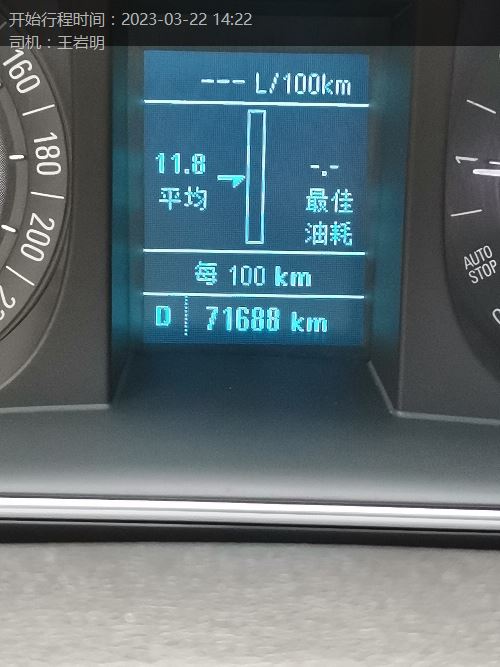 开始行程时间：2023-03-22 14:22
司机：王岩明
--- L/100km
160
180
200
11.8
平均
-.-
最佳
油耗
每 100 km
D 71688 km
1
AUTO
STOP